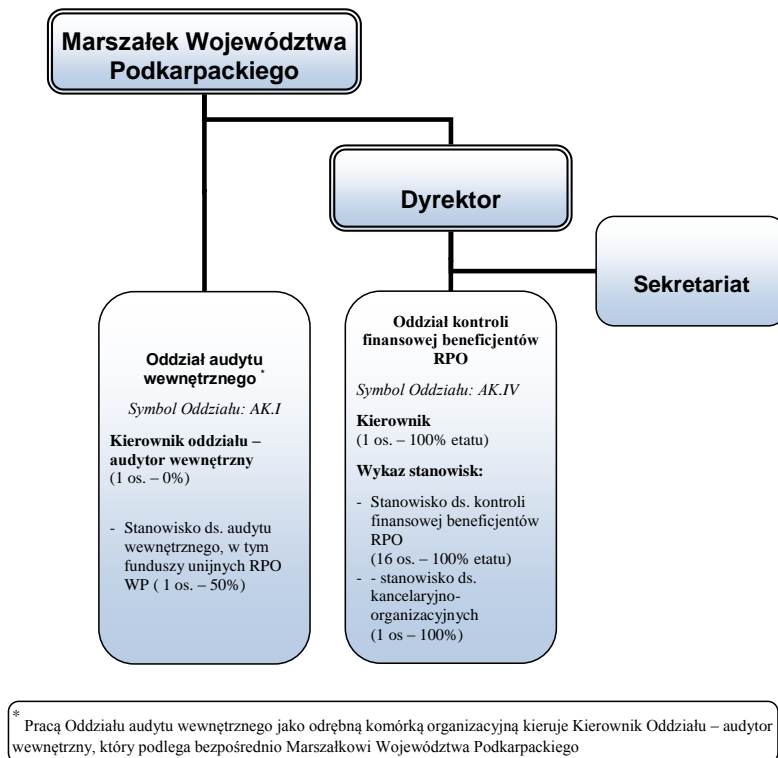 Marszałek Województwa
Podkarpackiego
Dyrektor
Sekretariat
Oddział audytu
wewnętrznego *
Symbol Oddziału: AK.I
Kierownik oddziału –
audytor wewnętrzny
(1 os. – 0%)
- Stanowisko ds. audytu
wewnętrznego, w tym
funduszy unijnych RPO
WP ( 1 os. – 50%)
Oddział kontroli
finansowej beneficjentów
RPO
Symbol Oddziału: AK.IV
Kierownik
(1 os. – 100% etatu)
Wykaz stanowisk:
- Stanowisko ds. kontroli
finansowej beneficjentów
RPO
(16 os. – 100% etatu)
- - stanowisko ds.
kancelaryjno-
organizacyjnych
(1 os – 100%)
* Pracą Oddziału audytu wewnętrznego jako odrębną komórką organizacyjną kieruje Kierownik Oddziału – audytor
wewnętrzny, który podlega bezpośrednio Marszałkowi Województwa Podkarpackiego